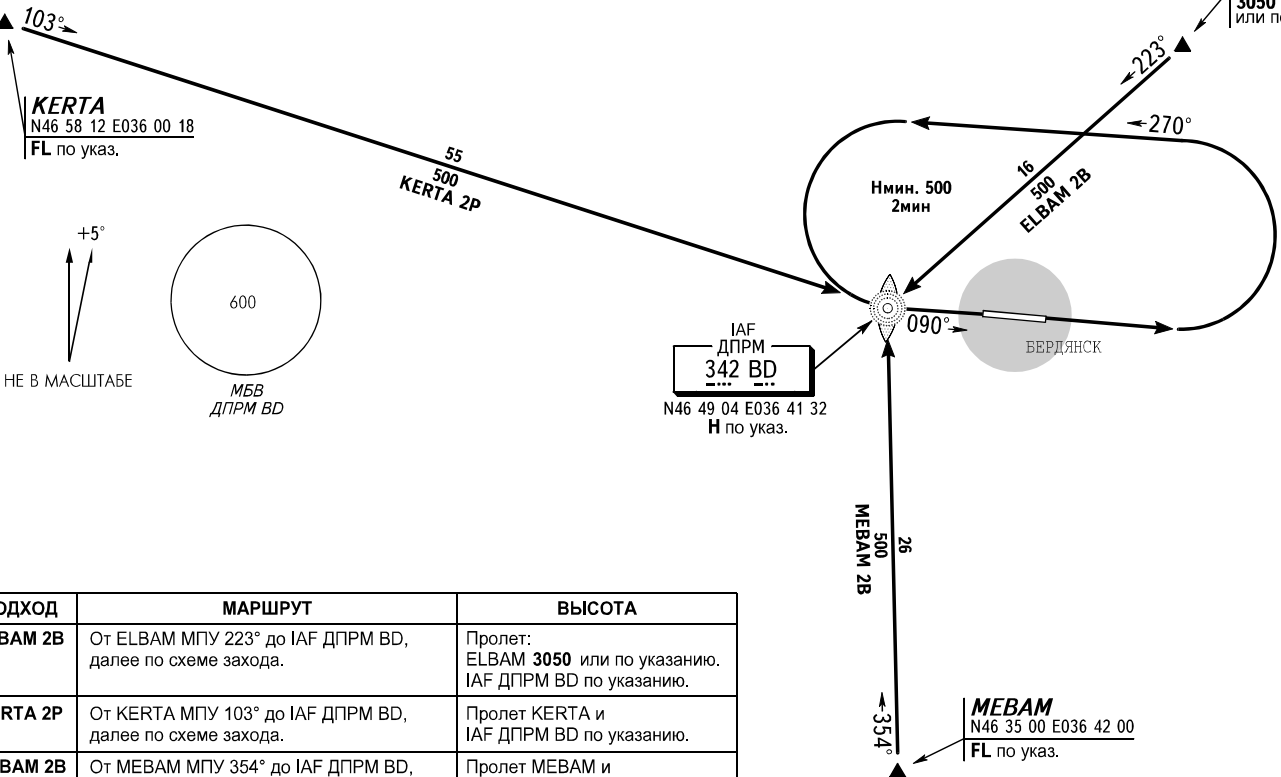 3050
или по
103°
223°
KERTA
N46 58 12 E036 00 18
FL по указ.
270°
55
500
KERTA 2P
Нмин. 500
2мин
16
500
ELBAM 2B
+5°
600
НЕ В МАСШТАБЕ
МБВ
ДПРМ BD
090°
БЕРДЯНСК
IAF
ДПРМ
342 BD
N46 49 04 E036 41 32
Н по указ.
26
500
MEBAM 2B
354°
MEBAM
N46 35 00 E036 42 00
FL по указ.
ОДХОД МАРШРУТ ВЫСОТА
BAM 2B От ELBAM МПУ 223° до IAF ДПРМ BD, Пролет:
далее по схеме захода. ELBAM 3050 или по указанию.
IAF ДПРМ BD по указанию.
RTA 2P От KERTA МПУ 103° до IAF ДПРМ BD, Пролет KERTA и
далее по схеме захода. IAF ДПРМ BD по указанию.
BAM 2B От MEBAM МПУ 354° до IAF ДПРМ BD, Пролет MEBAM и